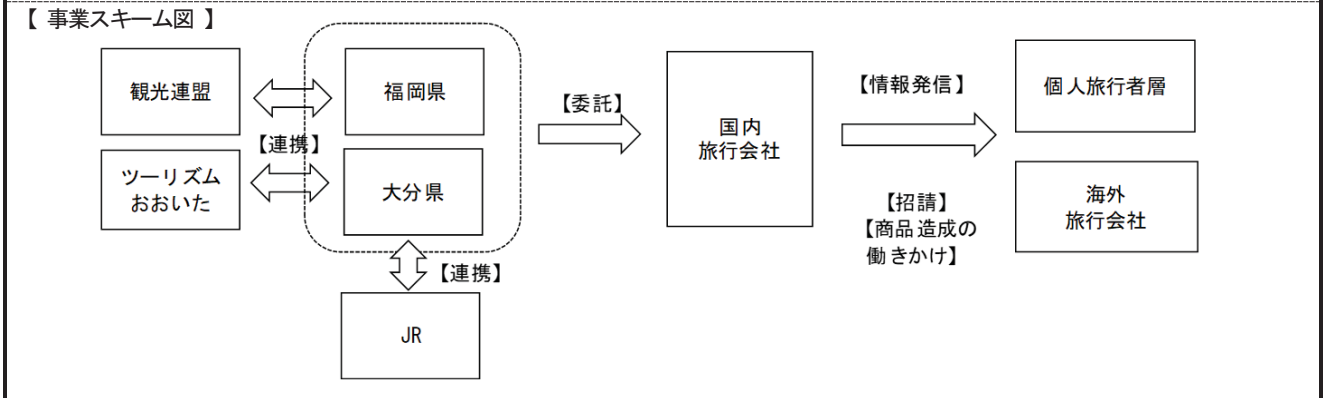 【 事業スキーム図 】
観光連盟
福岡県
【連携】
ツーリズム
おおいた
大分県
【連携】
JR
【委託】
国内
旅行会社
【情報発信】
個人旅行者層
【招請】
【商品造成の
働きかけ】
海外
旅行会社